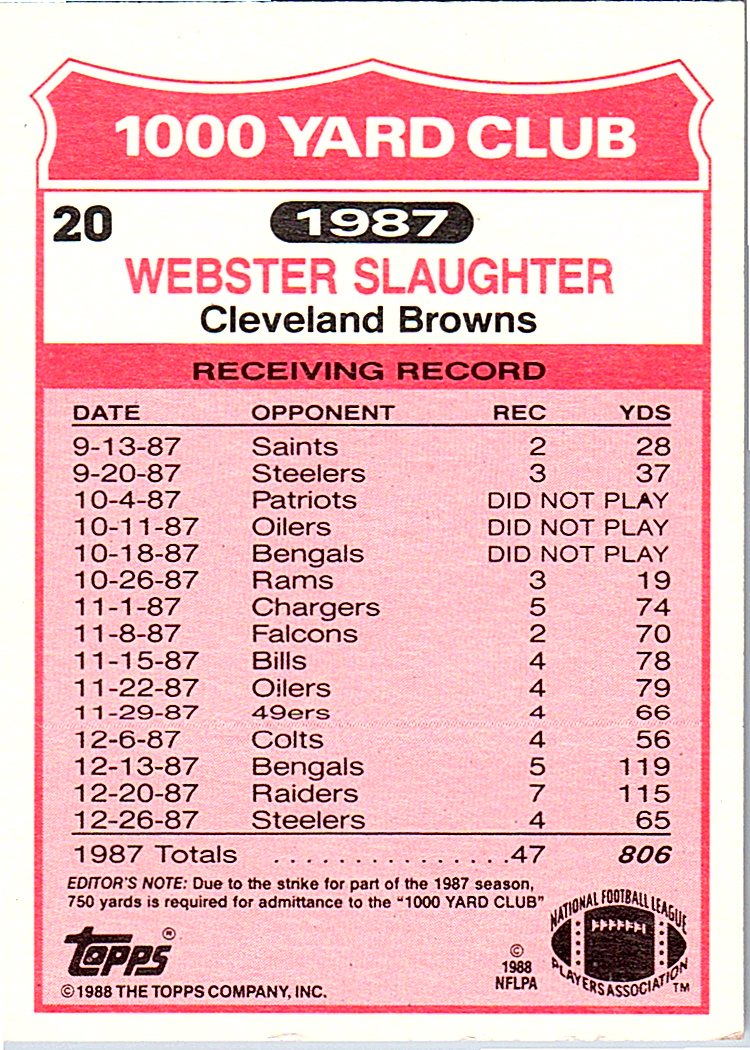 1000 YARD CLUB
20 1987
WEBSTER SLAUGHTER
Cleveland Browns
RECEIVING RECORD
DATE OPPONENT REC YDS
9-13-87 Saints 2 28
9-20-87 Steelers 3 37
10-4-87 Patriots DID NOT PLAY
10-11-87 Oilers DID NOT PLAY
10-18-87 Bengals DID NOT PLAY
10-26-87 Rams 3 19
11-1-87 Chargers 5 74
11-8-87 Falcons 2 70
11-15-87 Bills 4 78
11-22-87 Oilers 4 79
11-29-87 49ers 4 66
12-6-87 Colts 4 56
12-13-87 Bengals 5 119
12-20-87 Raiders 7 115
12-26-87 Steelers 4 65
1987 Totals . . . . . . . . . . . . . . . 47 806
EDITOR'S NOTE: Due to the strike for part of the 1987 season,
750 yards is required for admittance to the "1000 YARD CLUB"
TOPPS®
©1988 THE TOPPS COMPANY, INC.
©
1988
NFLPA
NATIONAL FOOTBALL LEAGUE
PLAYERS ASSOCIATION TM